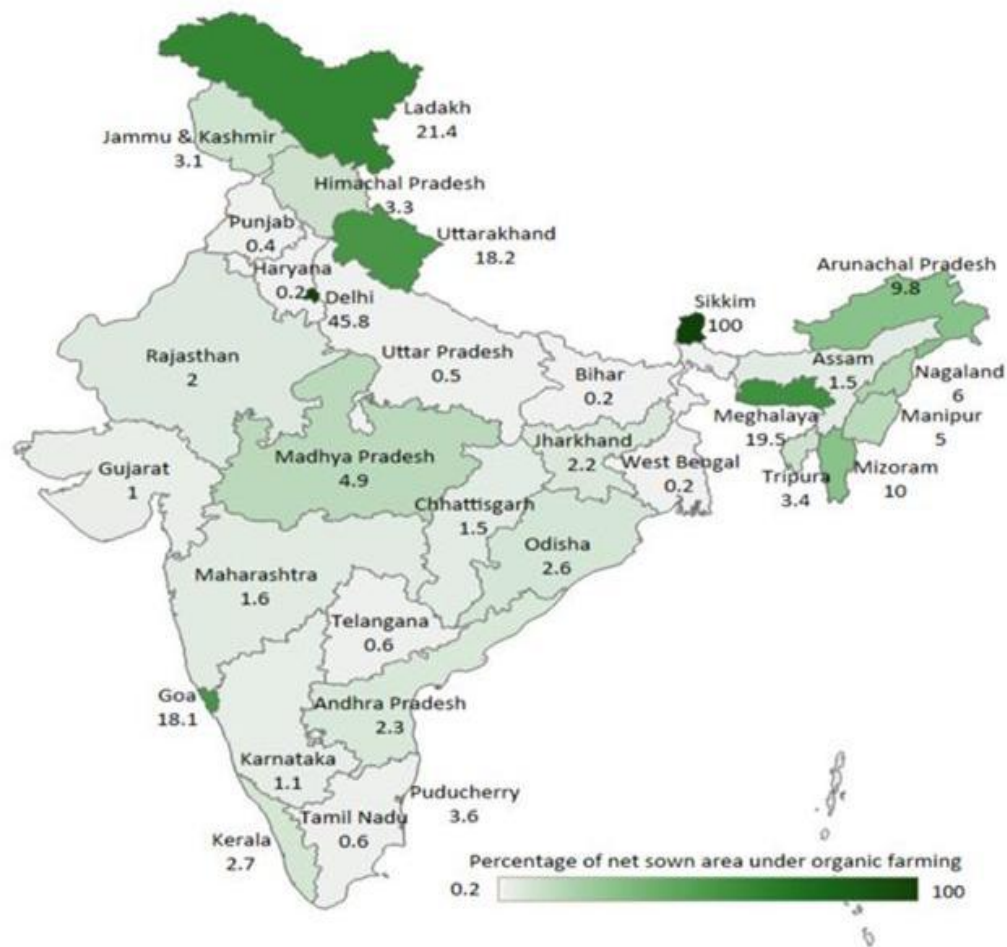 Ladakh
21.4
Jammu & Kashmir
3.1
Himachal Pradesh
3.3
Punjab
0.4
Uttarakhand
18.2
Haryana
0.2
Delhi
45.8
Arunachal Pradesh
9.8
Sikkim
100
Rajasthan
2
Uttar Pradesh
0.5
Bihar
0.2
Assam
1.5
Nagaland
6
Meghalaya
19.5
Manipur
5
Gujarat
1
Madhya Pradesh
4.9
Jharkhand
2.2
West Bengal
0.2
Tripura
3.4
Mizoram
10
Chhattisgarh
1.5
Odisha
2.6
Maharashtra
1.6
Telangana
0.6
Goa
18.1
Andhra Pradesh
2.3
Karnataka
1.1
Puducherry
3.6
Tamil Nadu
0.6
Kerala
2.7
Percentage of net sown area under organic farming
0.2 100